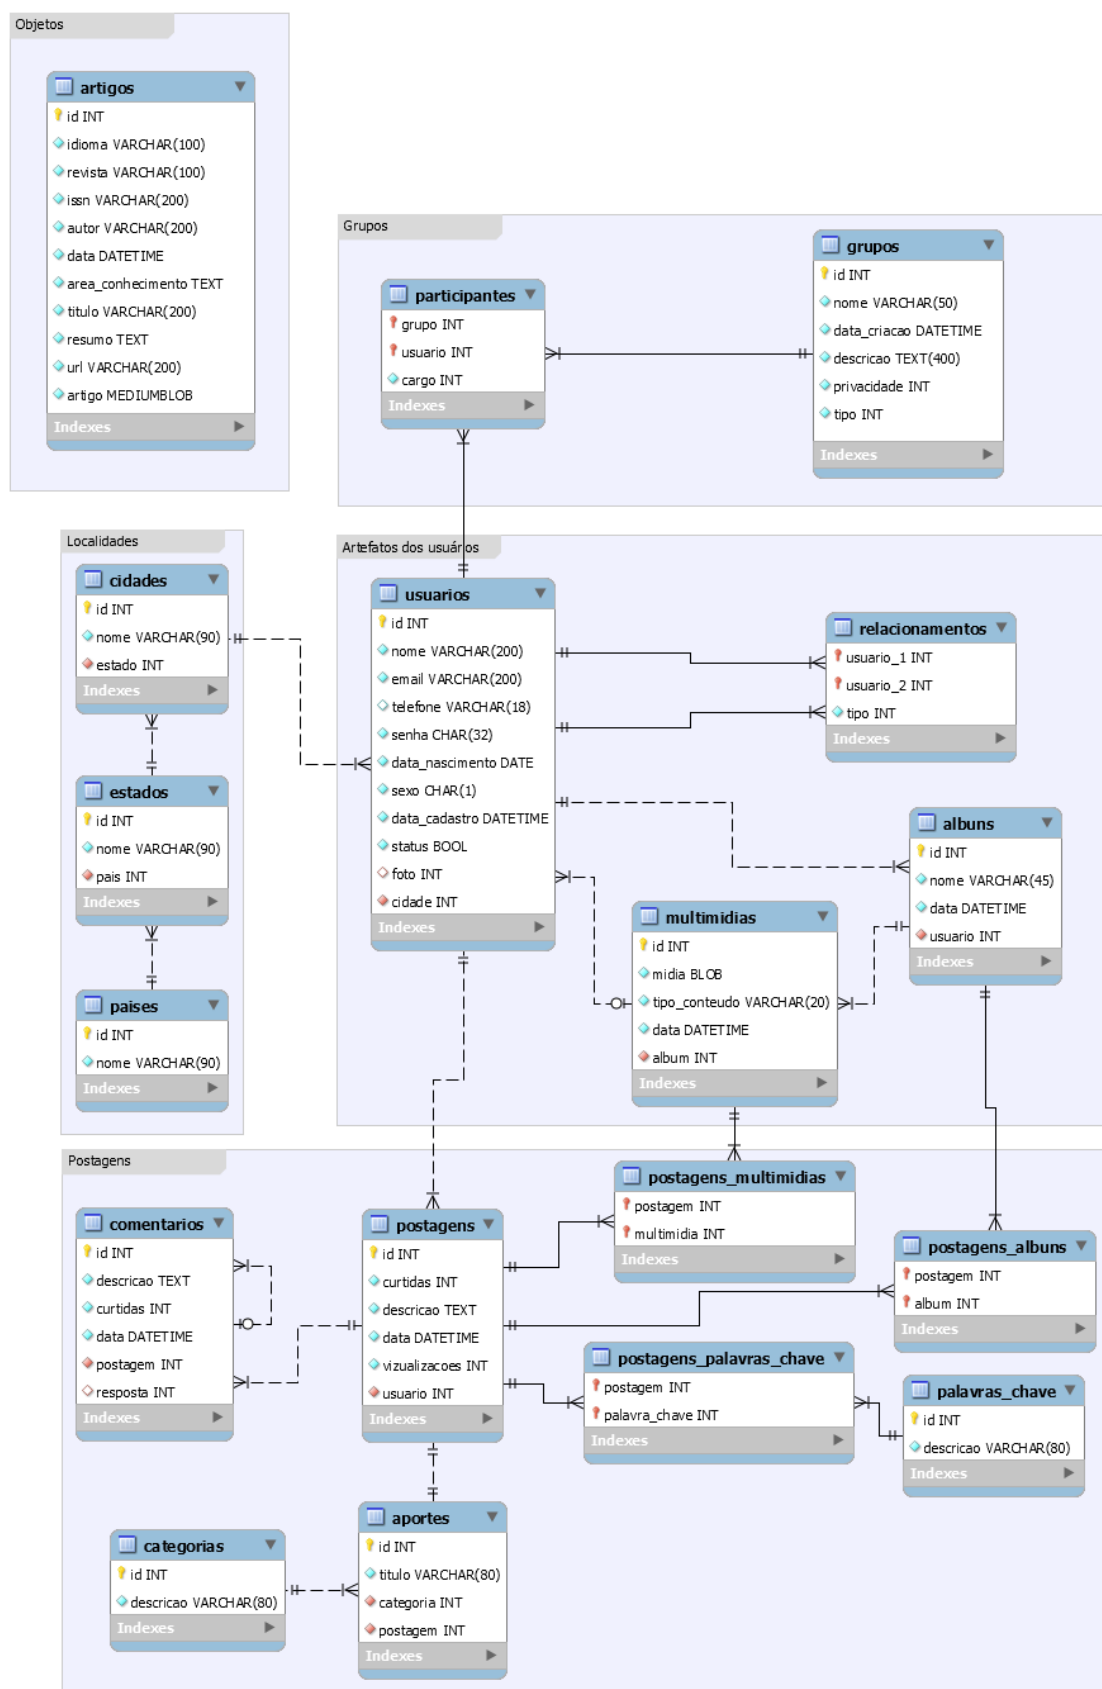 Objetos
artigos
id INT
idioma VARCHAR(100)
revista VARCHAR(100)
issn VARCHAR(200)
autor VARCHAR(200)
data DATETIME
area_conhecimento TEXT
titulo VARCHAR(200)
resumo TEXT
url VARCHAR(200)
artigo MEDIUMBLOB
Indexes
Grupos
participantes
grupo INT
usuario INT
cargo INT
Indexes
grupos
id INT
nome VARCHAR(50)
data_criacao DATETIME
descricao TEXT(400)
privacidade INT
tipo INT
Indexes
Localidades
cidades
id INT
nome VARCHAR(90)
estado INT
Indexes
estados
id INT
nome VARCHAR(90)
pais INT
Indexes
paises
id INT
nome VARCHAR(90)
Indexes
Artefatos dos usuários
usuarios
id INT
nome VARCHAR(200)
email VARCHAR(200)
telefone VARCHAR(18)
senha CHAR(32)
data_nascimento DATE
sexo CHAR(1)
data_cadastro DATETIME
status BOOL
foto INT
cidade INT
Indexes
relacionamentos
usuario_1 INT
usuario_2 INT
tipo INT
Indexes
albuns
id INT
nome VARCHAR(45)
data DATETIME
usuario INT
Indexes
multimidias
id INT
midia BLOB
tipo_conteudo VARCHAR(20)
data DATETIME
album INT
Indexes
Postagens
comentarios
id INT
descricao TEXT
curtidas INT
data DATETIME
postagem INT
resposta INT
Indexes
postagens
id INT
curtidas INT
descricao TEXT
data DATETIME
vizualizacoes INT
usuario INT
Indexes
postagens_multimidias
postagem INT
multimidia INT
Indexes
postagens_albuns
postagem INT
album INT
Indexes
postagens_palavras_chave
postagem INT
palavra_chave INT
Indexes
palavras_chave
id INT
descricao VARCHAR(80)
Indexes
categorias
id INT
descricao VARCHAR(80)
Indexes
aportes
id INT
titulo VARCHAR(80)
categoria INT
postagem INT
Indexes